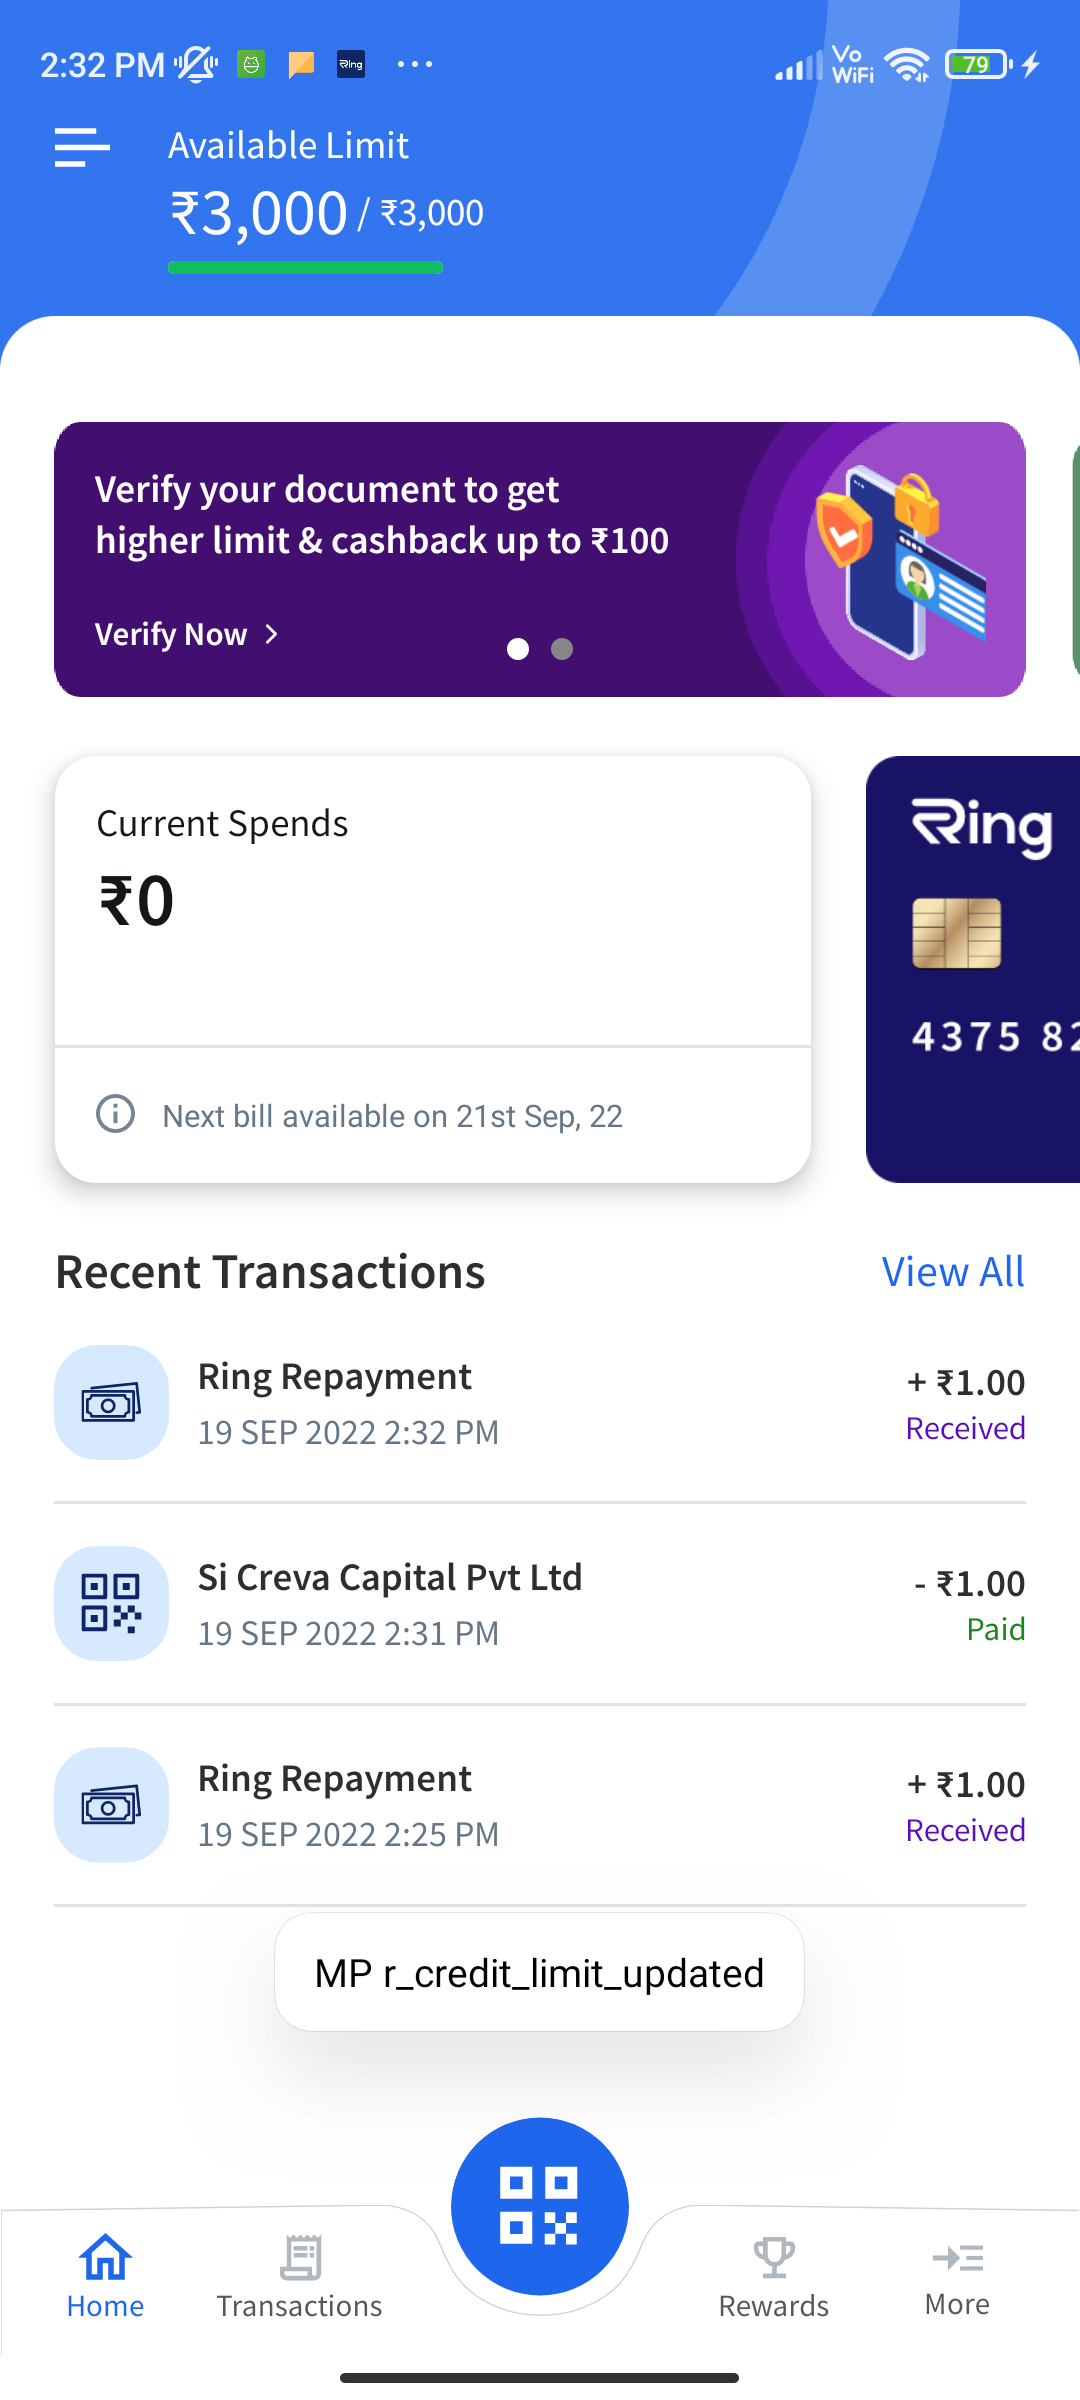 2:32 PM
Ring
Vo
WiFi
79
Available Limit
₹3,000 / ₹3,000
Verify your document to get
higher limit & cashback up to ₹100
Verify Now
Current Spends
₹0
Next bill available on 21st Sep, 22
Ring
4375 82
Recent Transactions
View All
Ring Repayment
+ ₹1.00
19 SEP 2022 2:32 PM
Received
Si Creva Capital Pvt Ltd
- ₹1.00
19 SEP 2022 2:31 PM
Paid
Ring Repayment
+ ₹1.00
19 SEP 2022 2:25 PM
Received
MP r_credit_limit_updated
Home
Transactions
Rewards
More